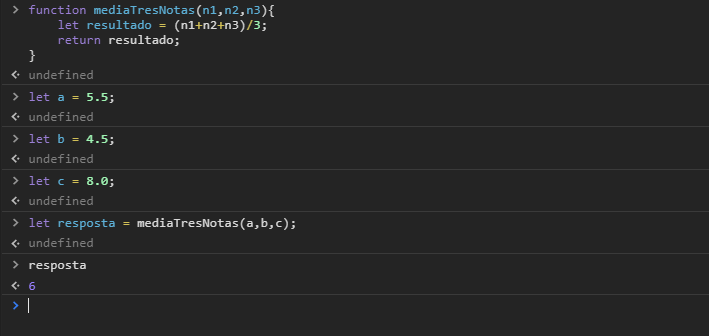 > function mediaTresNotas(n1,n2,n3){
let resultado = (n1+n2+n3)/3;
return resultado;
}
undefined
> let a = 5.5;
undefined
> let b = 4.5;
undefined
> let c = 8.0;
undefined
> let resposta = mediaTresNotas(a,b,c);
undefined
> resposta
6
>